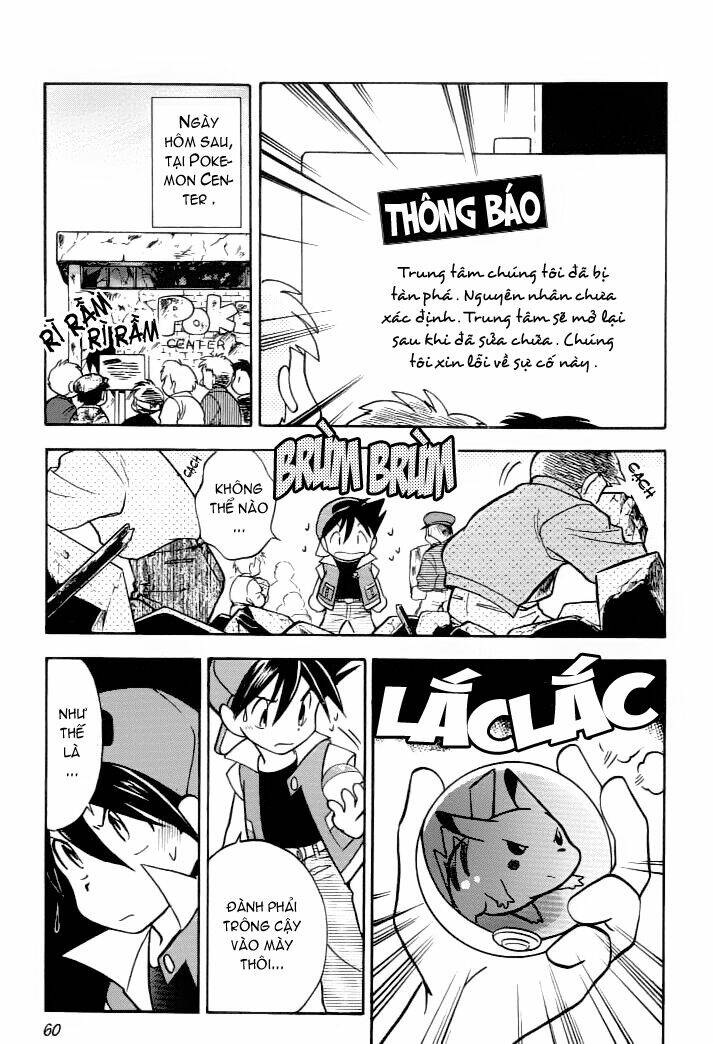 NGÀY
HÔM SAU,
TẠI POKE-
MON CEN-
TER .
RÌ RẦM
RÌ RẦM
POKé
CENTER
THÔNG BÁO
Trung tâm chúng tôi đã bị
tàn phá . Nguyên nhân chưa
xác định. Trung tâm sẽ mở lại
sau khi đã sửa chữa . Chúng
tôi xin lỗi về sự cố này .
CẠCH
KHÔNG
THỂ NÀO
...
BRÙM BRÙM
CẠCH
NHƯ
THẾ
LÀ
...
ĐÀNH PHẢI
TRÔNG CẬY
VÀO MÀY
THÔI...
LẮC LẮC
60